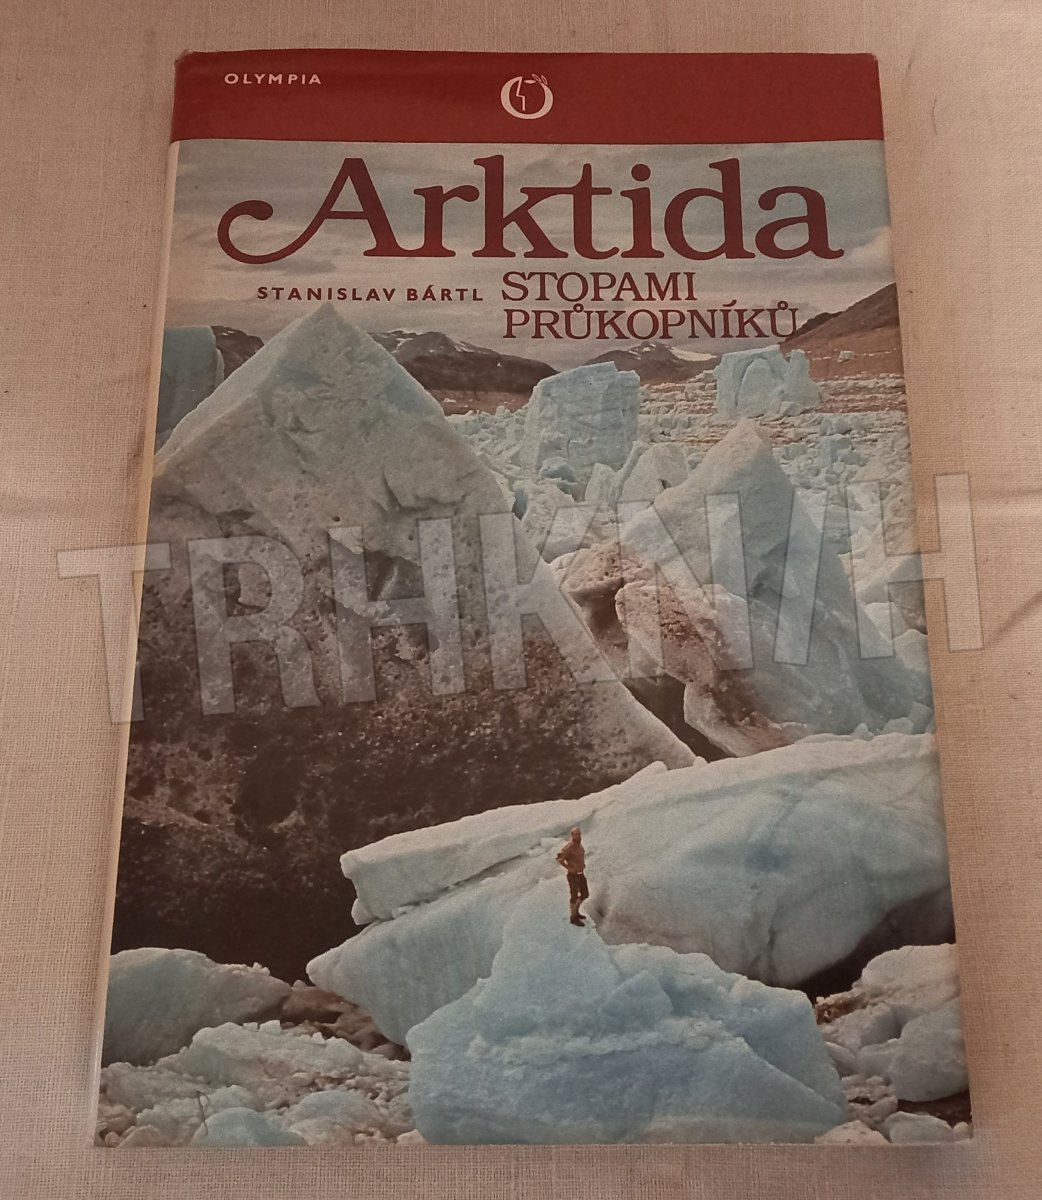 OLYMPIA
Arktida
STANISLAV BÁRTL
STOPAMI
PRŮKOPNÍKŮ
TRHKNIH